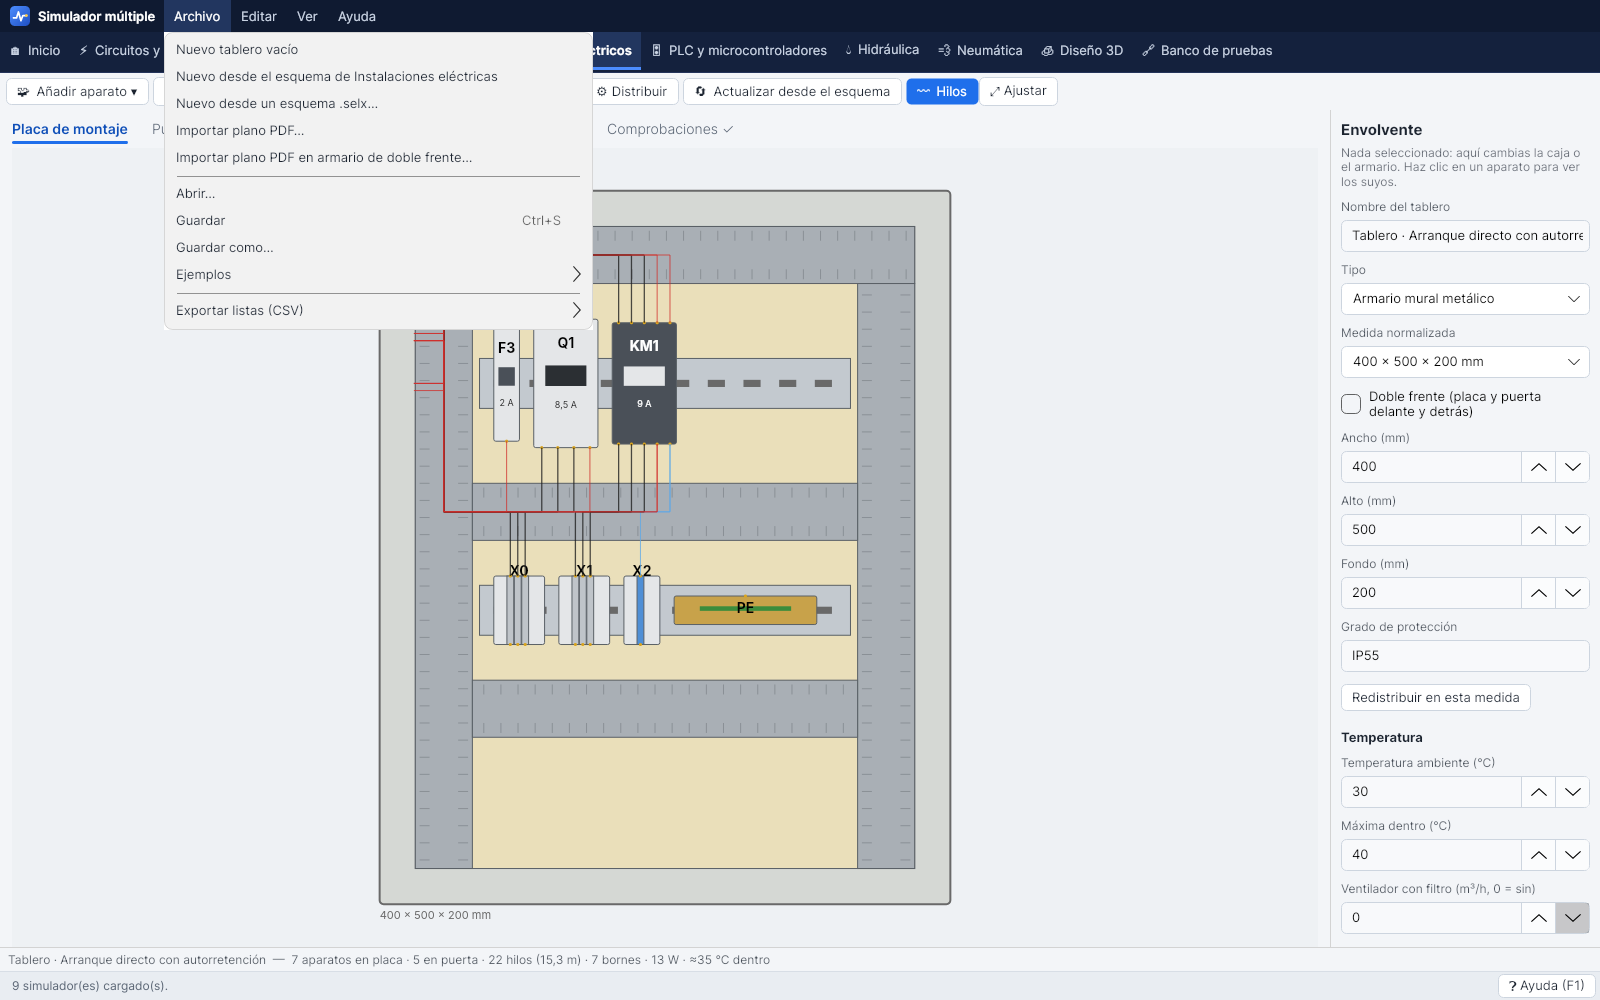 Simulador múltiple
Archivo
Editar
Ver
Ayuda
Inicio
Circuitos y
ctricos
PLC y microcontroladores
Hidráulica
Neumática
Diseño 3D
Banco de pruebas
Añadir aparato ▾
Distribuir
Actualizar desde el esquema
Hilos
Ajustar
Nuevo tablero vacío
Nuevo desde el esquema de Instalaciones eléctricas
Nuevo desde un esquema .selx...
Importar plano PDF...
Importar plano PDF en armario de doble frente...
Abrir...
Guardar Ctrl+S
Guardar como...
Ejemplos
Exportar listas (CSV)
Placa de montaje
Pu
Comprobaciones ✓
F3
2 A
Q1
8,5 A
KM1
9 A
X0
X1
X2
PE
400 × 500 × 200 mm
Envolvente
Nada seleccionado: aquí cambias la caja o
el armario. Haz clic en un aparato para ver
los suyos.
Nombre del tablero
Tablero · Arranque directo con autorre
Tipo
Armario mural metálico
Medida normalizada
400 × 500 × 200 mm
Doble frente (placa y puerta
delante y detrás)
Ancho (mm)
400
Alto (mm)
500
Fondo (mm)
200
Grado de protección
IP55
Redistribuir en esta medida
Temperatura
Temperatura ambiente (°C)
30
Máxima dentro (°C)
40
Ventilador con filtro (m³/h, 0 = sin)
0
Tablero · Arranque directo con autorretención — 7 aparatos en placa · 5 en puerta · 22 hilos (15,3 m) · 7 bornes · 13 W · ≈35 °C dentro
9 simulador(es) cargado(s).
? Ayuda (F1)